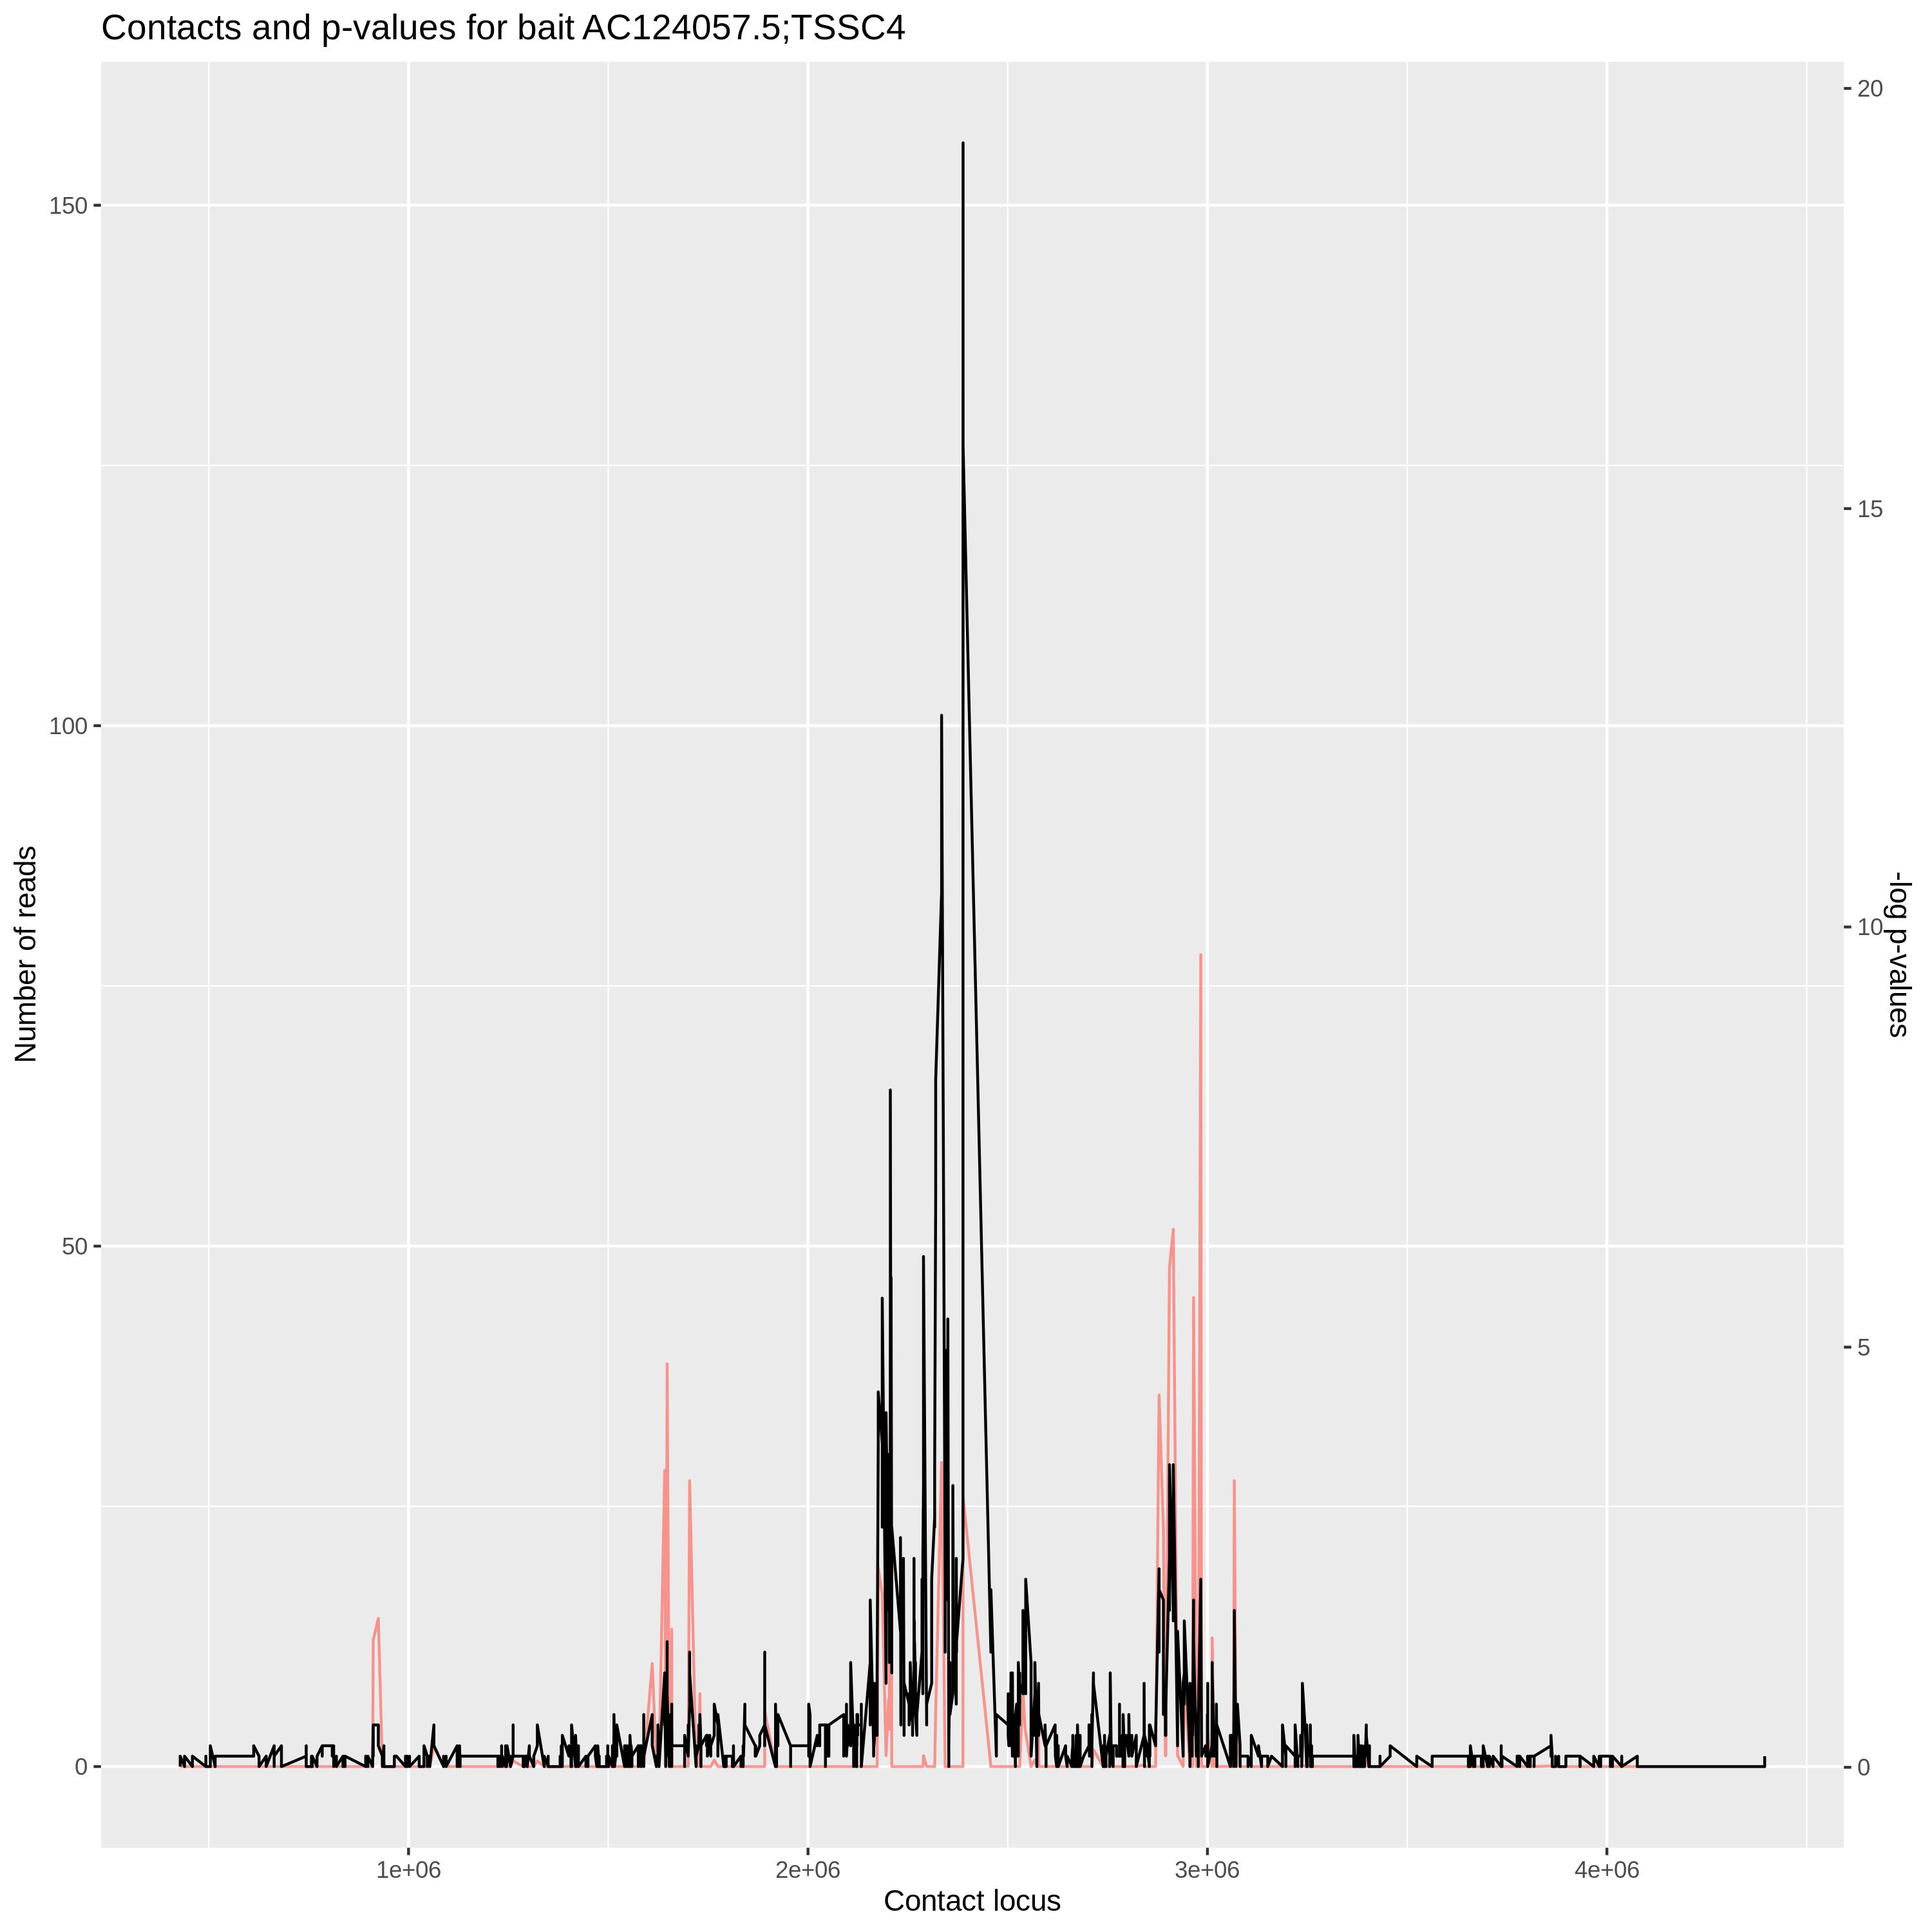 Contacts and p-values for bait AC124057.5;TSSC4
Number of reads
150
100
50
0
20
15
10
5
0
-log p-values
1e+06
2e+06
3e+06
4e+06
Contact locus